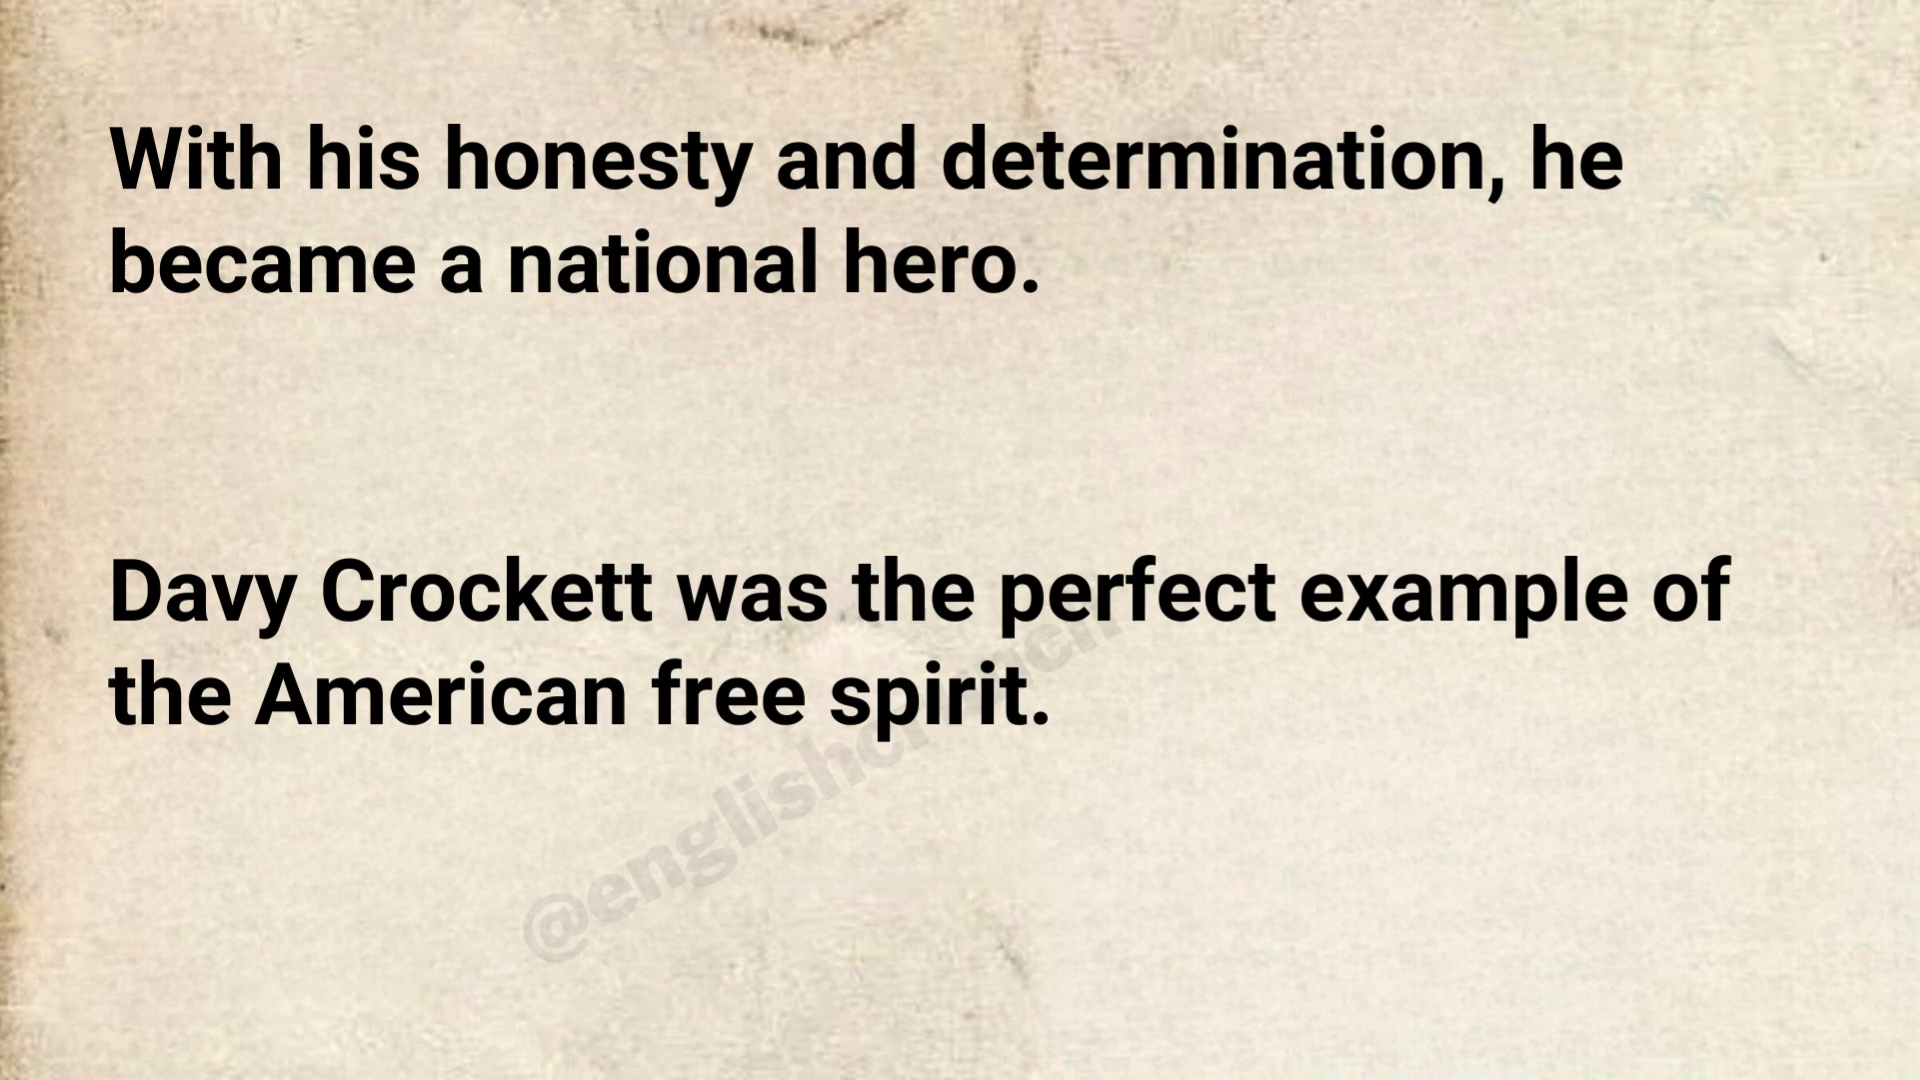 With his honesty and determination, he
became a national hero.
Davy Crockett was the perfect example of
the American free spirit.